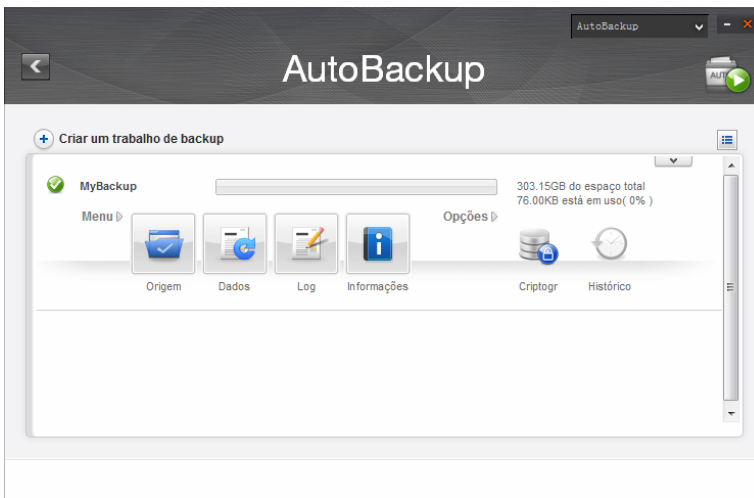 AutoBackup
AutoBackup
AUTO
Criar um trabalho de backup
MyBackup
303.15GB do espaço total
76.00KB está em uso( 0% )
Menu
Opções
Origem
Dados
Log
Informações
Criptogr
Histórico